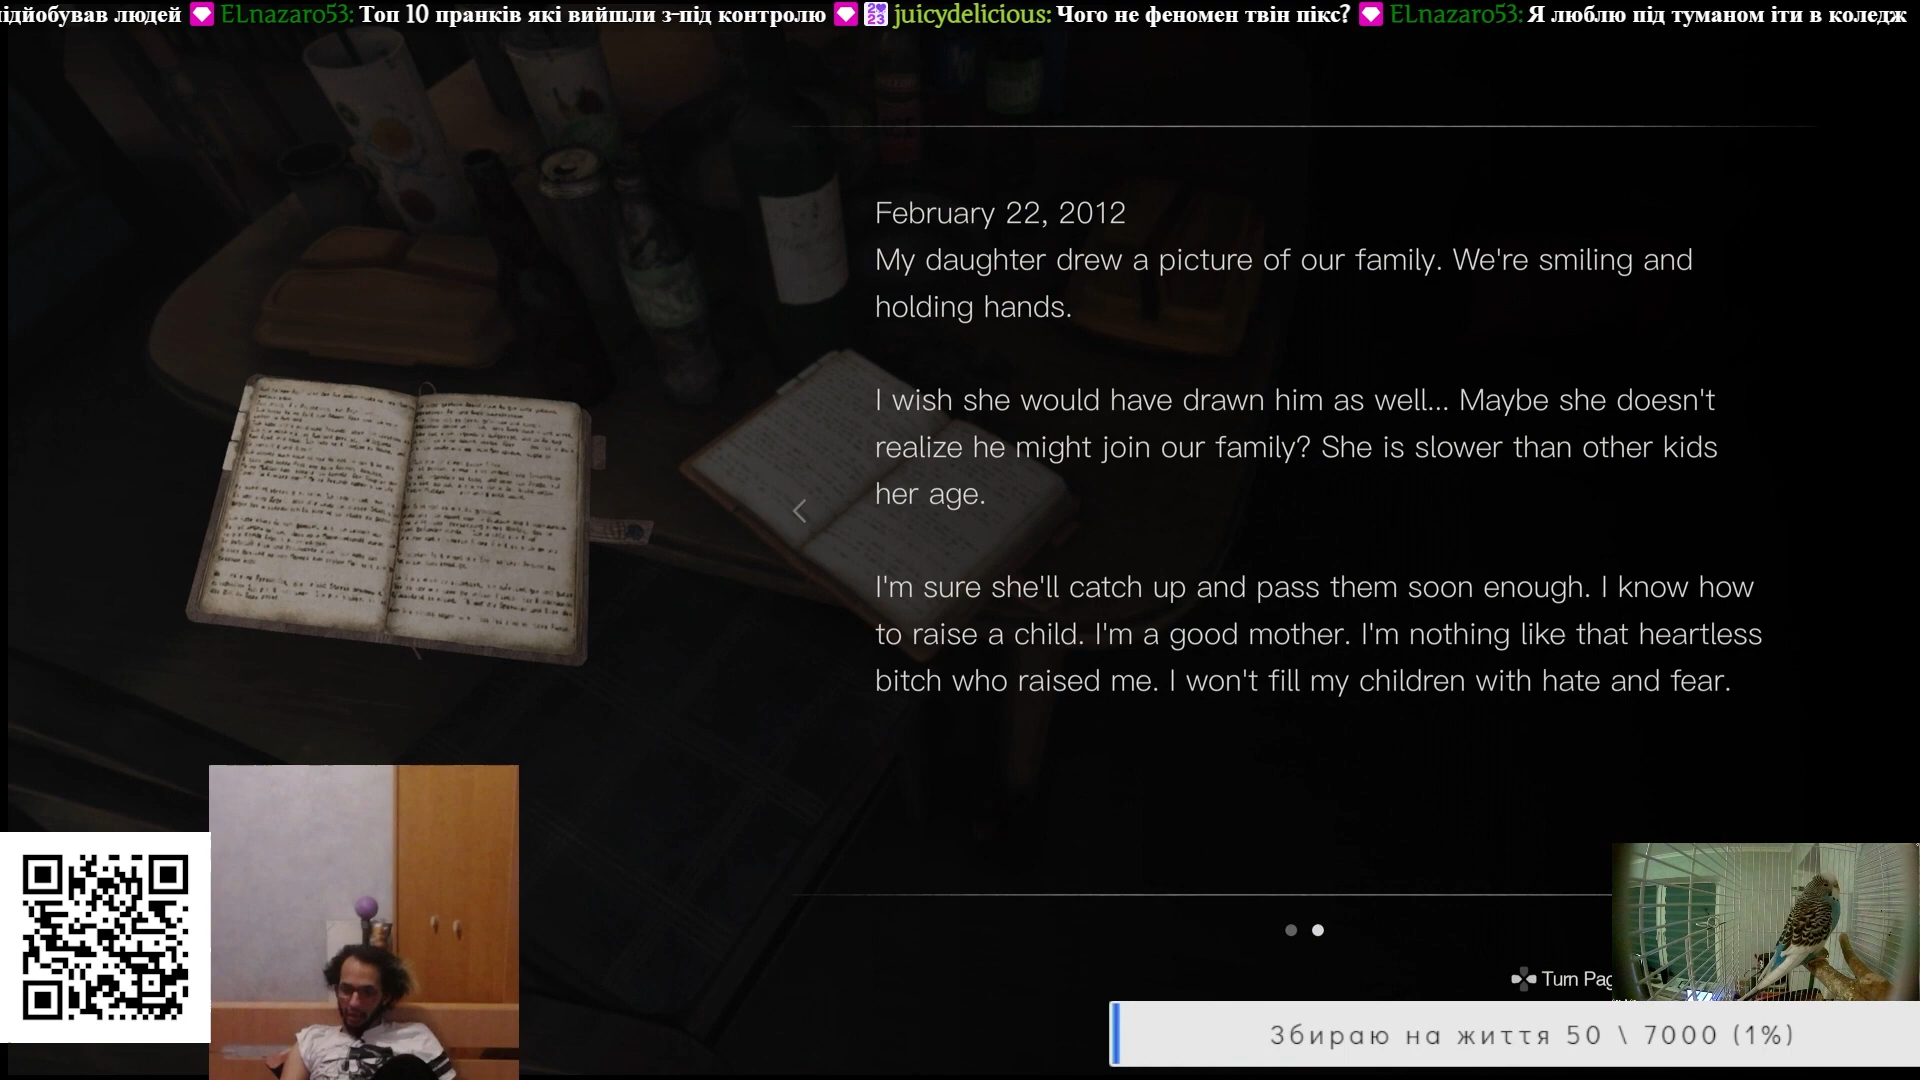 ідйобував людей ELnazaro53: Топ 10 пранків які вийшли з-під контролю juicydelicious: Чого не феномен твін пікс? ELnazaro53: Я люблю під туманом іти в коледж
February 22, 2012
My daughter drew a picture of our family. We're smiling and
holding hands.
I wish she would have drawn him as well... Maybe she doesn't
realize he might join our family? She is slower than other kids
her age.
I'm sure she'll catch up and pass them soon enough. I know how
to raise a child. I'm a good mother. I'm nothing like that heartless
bitch who raised me. I won't fill my children with hate and fear.
Turn Pag
Збираю на життя 50 \ 7000 (1%)